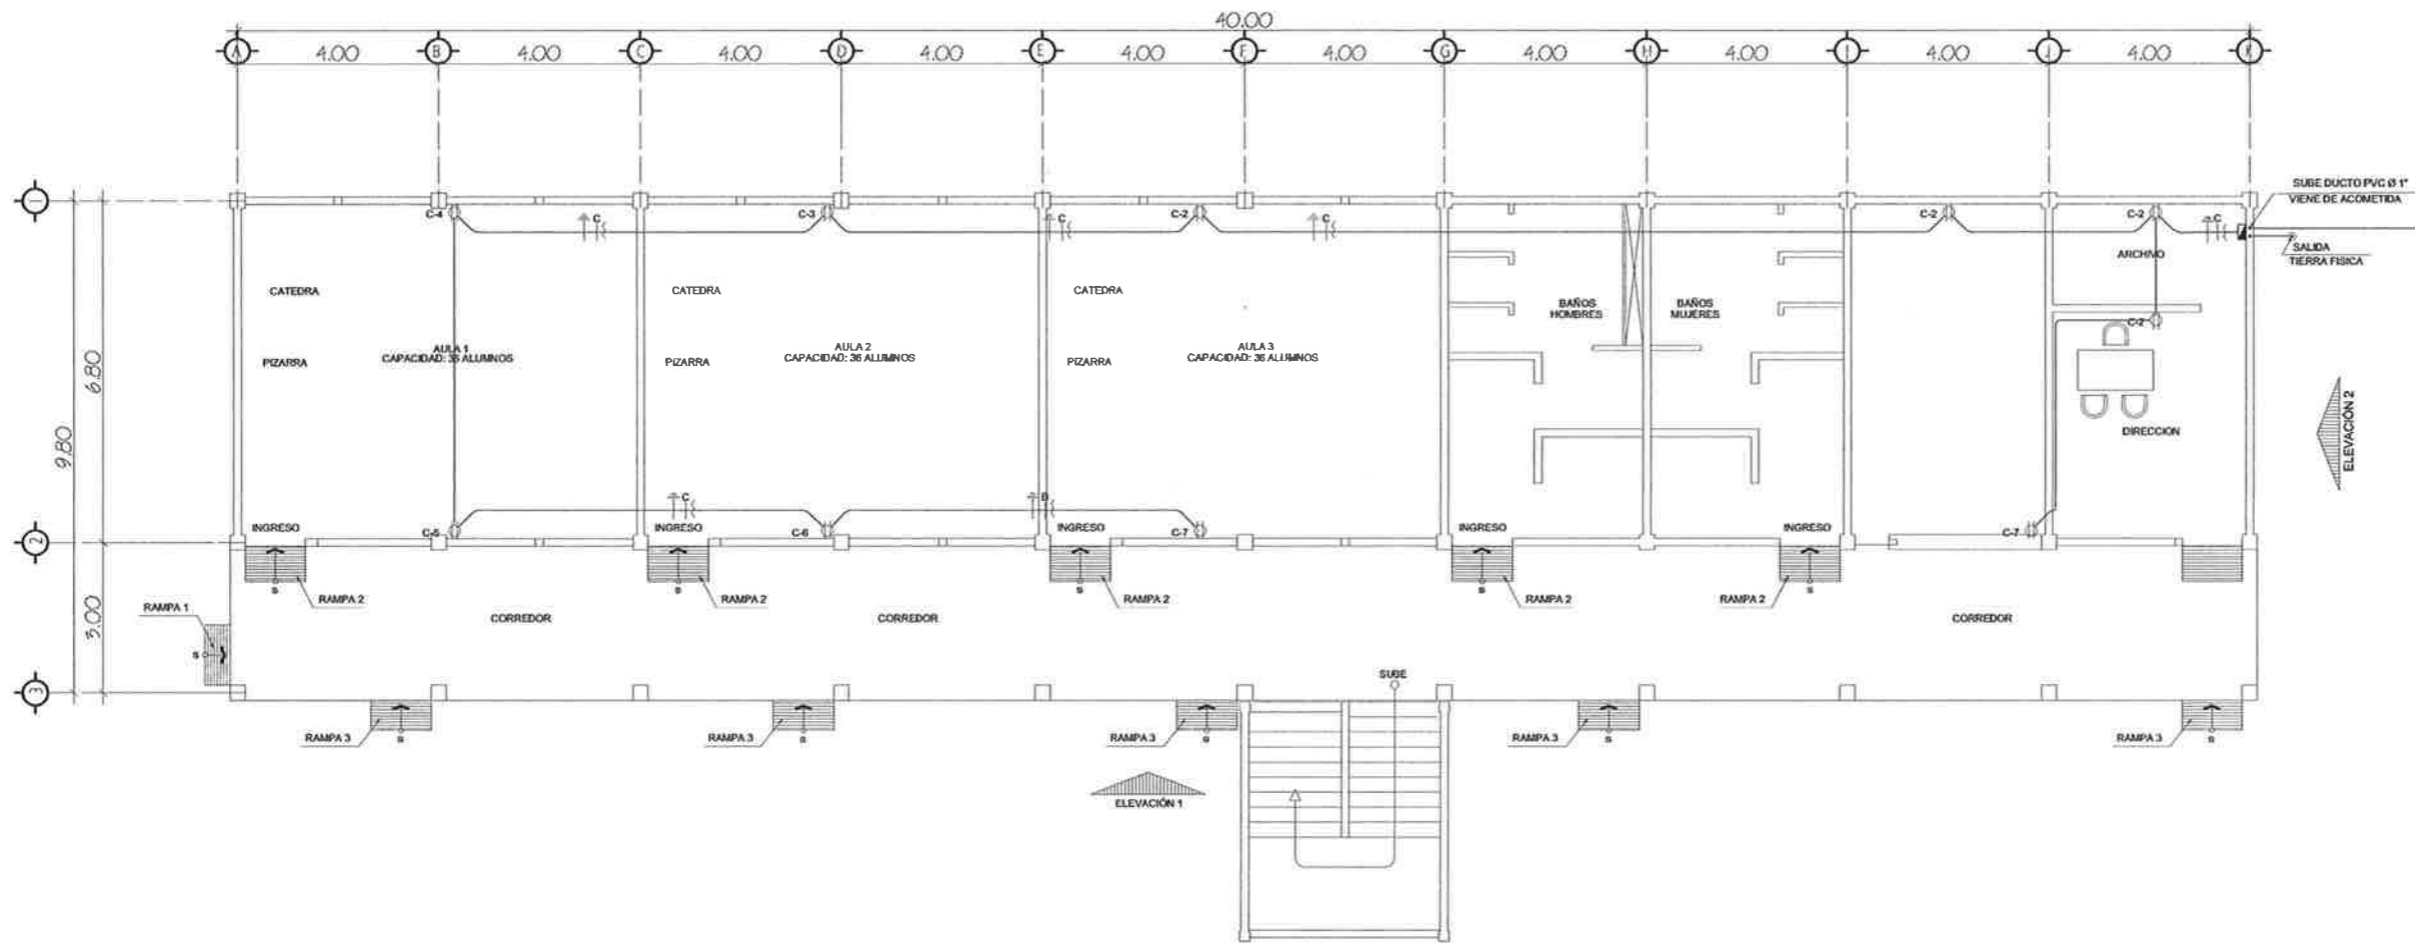 40.00
A 4.00 B 4.00 C 4.00 D 4.00 E 4.00 F 4.00 G 4.00 H 4.00 I 4.00 J 4.00 K
1
SUBE DUCTO PVC Ø 1"
VIENE DE ACOMETIDA
C-4 C C-3 C C-2 C C-2 C-2 C
SALIDA
TIERRA FISICA
ARCHIVO
CATEDRA CATEDRA CATEDRA
BAÑOS
HOMBRES
BAÑOS
MUJERES
C-2
AULA 1
CAPACIDAD: 36 ALUMNOS
AULA 2
CAPACIDAD: 36 ALUMNOS
AULA 3
CAPACIDAD: 36 ALUMNOS
PIZARRA PIZARRA PIZARRA
6.80
9.80
DIRECCION
ELEVACIÓN 2
C D
INGRESO INGRESO INGRESO INGRESO INGRESO
C-5 C-6 C-7 C-7
2
S S S S S
RAMPA 2 RAMPA 2 RAMPA 2 RAMPA 2 RAMPA 2
RAMPA 1
3.00
CORREDOR CORREDOR CORREDOR
S
SUBE
3
RAMPA 3 RAMPA 3 RAMPA 3 RAMPA 3 RAMPA 3
S S S S S
ELEVACIÓN 1